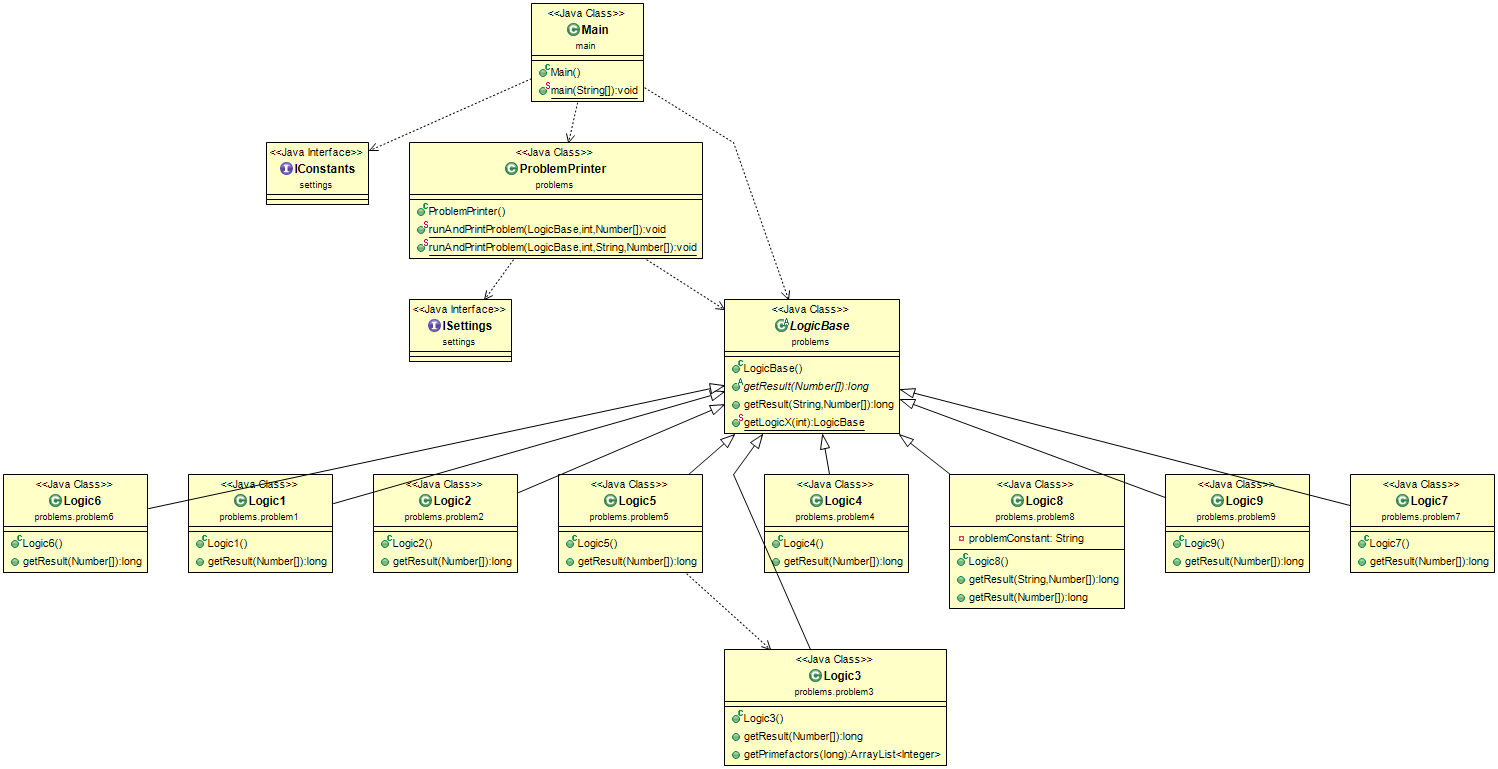 <<Java Class>>
Main
main
Main()
main(String[]):void
<<Java Interface>>
IConstants
settings
<<Java Class>>
ProblemPrinter
problems
ProblemPrinter()
runAndPrintProblem(LogicBase,int,Number[]):void
runAndPrintProblem(LogicBase,int,String,Number[]):void
<<Java Interface>>
ISettings
settings
<<Java Class>>
LogicBase
problems
LogicBase()
getResult(Number[]):long
getResult(String,Number[]):long
getLogicX(int):LogicBase
<<Java Class>>
Logic6
problems.problem6
Logic6()
getResult(Number[]):long
<<Java Class>>
Logic1
problems.problem1
Logic1()
getResult(Number[]):long
<<Java Class>>
Logic2
problems.problem2
Logic2()
getResult(Number[]):long
<<Java Class>>
Logic5
problems.problem5
Logic5()
getResult(Number[]):long
<<Java Class>>
Logic4
problems.problem4
Logic4()
getResult(Number[]):long
<<Java Class>>
Logic8
problems.problem8
problemConstant: String
Logic8()
getResult(String,Number[]):long
getResult(Number[]):long
<<Java Class>>
Logic9
problems.problem9
Logic9()
getResult(Number[]):long
<<Java Class>>
Logic7
problems.problem7
Logic7()
getResult(Number[]):long
<<Java Class>>
Logic3
problems.problem3
Logic3()
getResult(Number[]):long
getPrimefactors(long):ArrayList<Integer>